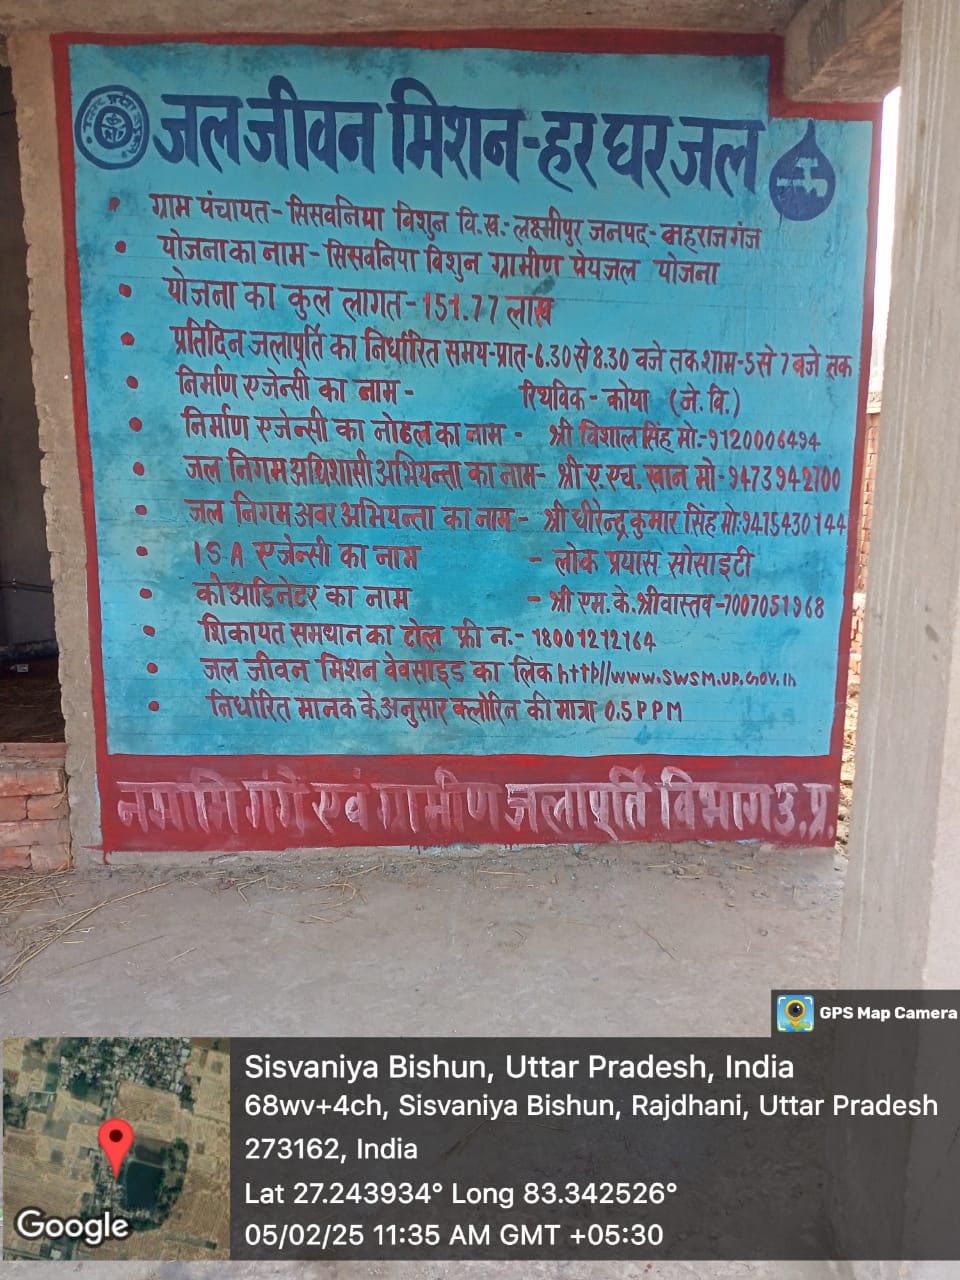 जल जीवन मिशन-हर घर जल
ग्राम पंचायत- सिसवनिया विशुन वि.ख.- लक्ष्मीपुर जनपद- महराजगंज
योजना का नाम - सिसवनिया विशुन ग्रामीण पेयजल योजना
योजना का कुल लागत - 151.77 लाख
प्रतिदिन जलापूर्ति का निर्धारित समय-प्रात-6.30 से 8.30 बजे तक शाम-5 से 7 बजे तक
निर्माण एजेन्सी का नाम - रिथविक - कोया (जे. वि.)
निर्माण एजेन्सी का नोडल का नाम - श्री विशाल सिंह मो.-9120006494
जल निगम अधिशासी अभियन्ता का नाम- श्री ए.एच. खान मो-9473942700
जल निगम अवर अभियन्ता का नाम - श्री धीरेन्द्र कुमार सिंह मो:9415430144
ISA एजेन्सी का नाम - लोक प्रयास सोसाइटी
कोआडिनेटर का नाम - श्री एम. के. श्रीवास्तव-7007051968
शिकायत समधान का टोल फ्री न.- 18001212164
जल जीवन मिशन वेवसाइड का लिंक http//www.swsm.up.gov.in
निर्धारित मानक के अनुसार क्लोरिन की मात्रा 0.5 PPM
नमामि गंगे एवं ग्रामीण जलापूर्ति विभाग उ.प्र.
GPS Map Camera
Sisvaniya Bishun, Uttar Pradesh, India
68wv+4ch, Sisvaniya Bishun, Rajdhani, Uttar Pradesh
273162, India
Lat 27.243934° Long 83.342526°
05/02/25 11:35 AM GMT +05:30
Google